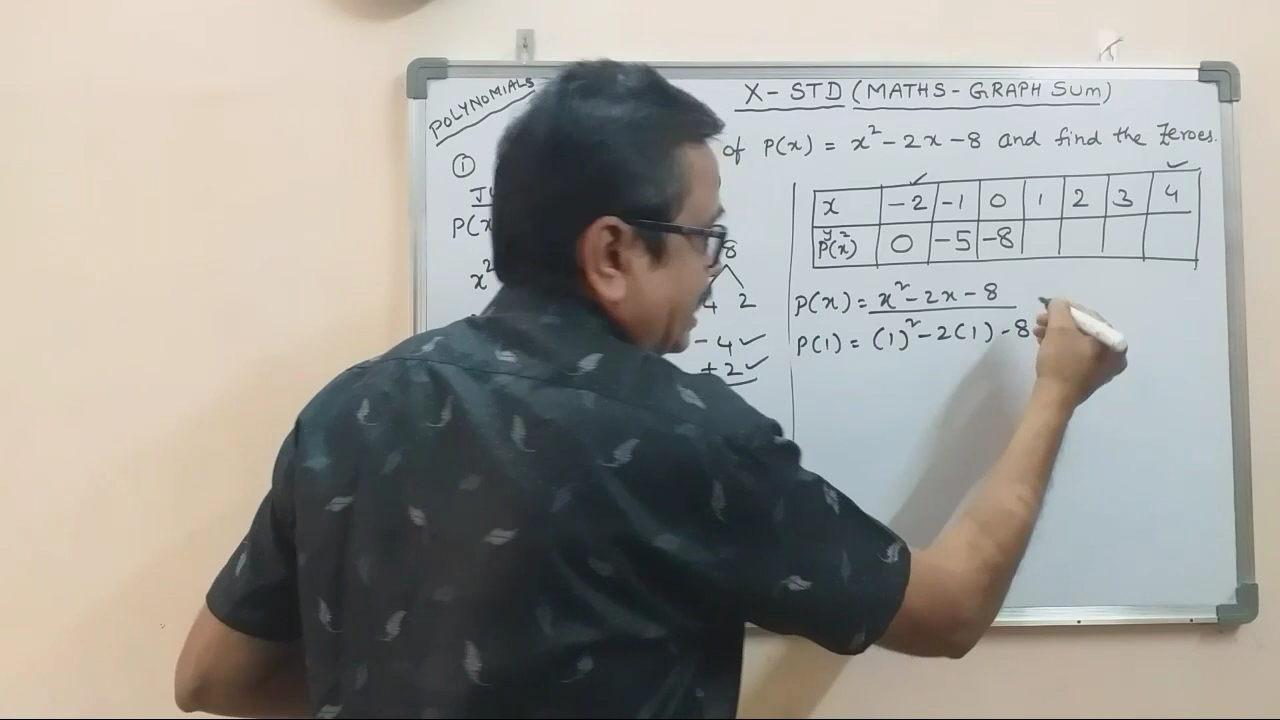 POLYNOMIALS
X - STD (MATHS - GRAPH SUM)
① of P(x) = x² - 2x - 8 and find the Zeroes.
x -2 -1 0 1 2 3 4
P(x) 0 -5 -8
P(x
8
x²
4 2
- 4 ✓
+ 2 ✓
P(x) = x² - 2x - 8
P(1) = (1)² - 2(1) - 8